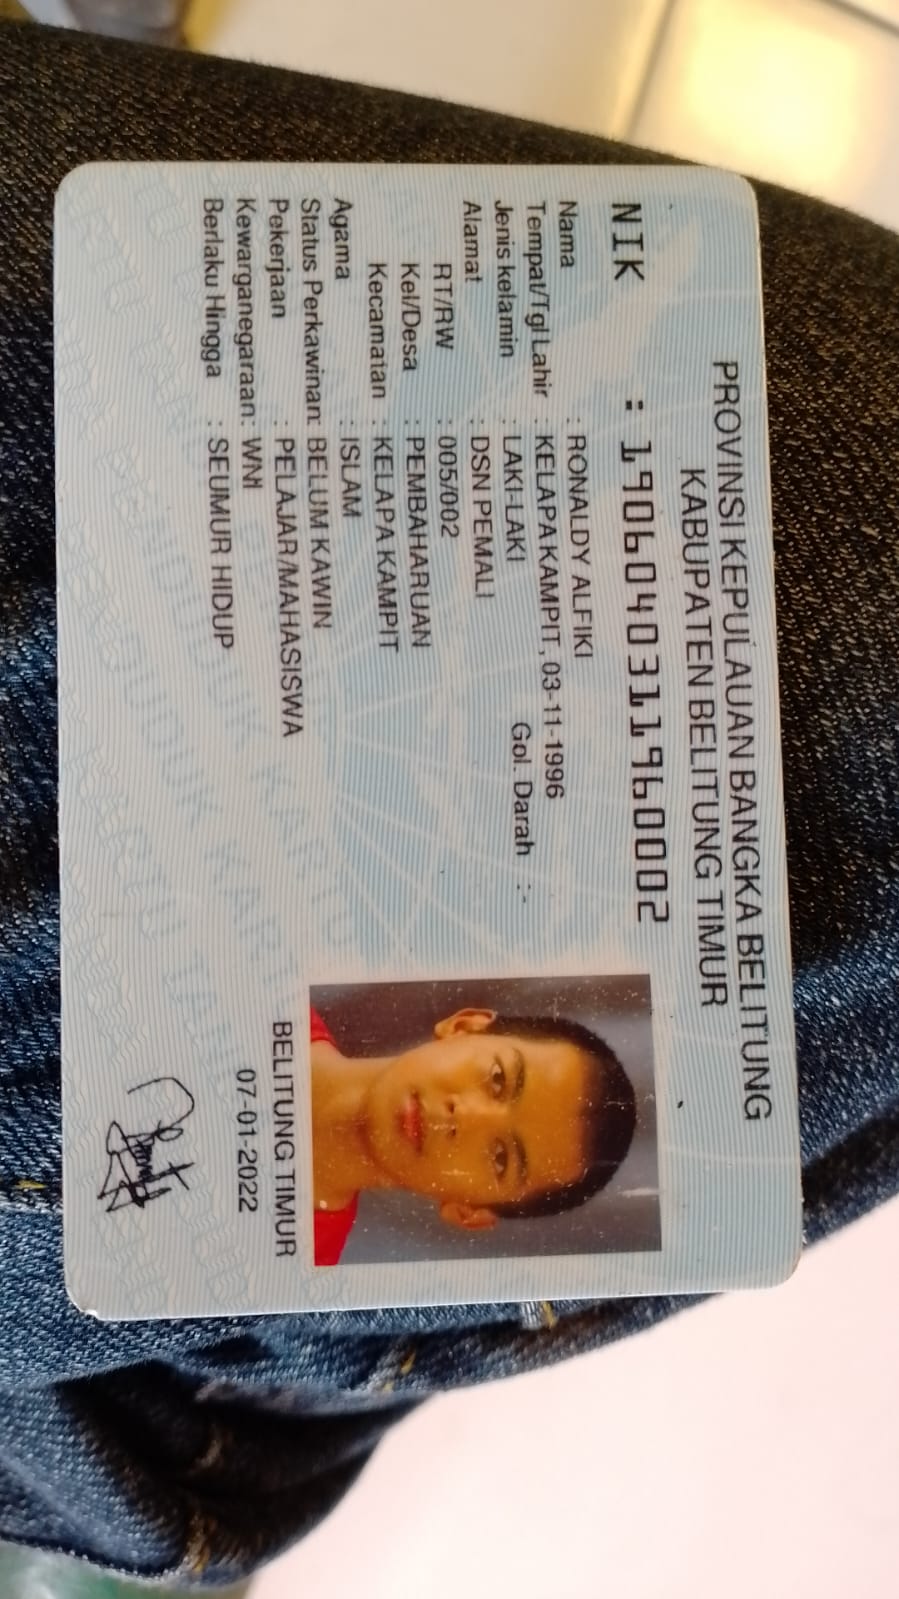 PROVINSI KEPULAUAN BANGKA BELITUNG
KABUPATEN BELITUNG TIMUR
NIK : 1906040311960002
Nama : RONALDY ALFIKI
Tempat/Tgl Lahir : KELAPA KAMPIT, 03-11-1996
Jenis kelamin : LAKI-LAKI Gol. Darah :-
Alamat : DSN PEMALI
RT/RW : 005/002
Kel/Desa : PEMBAHARUAN
Kecamatan : KELAPA KAMPIT
Agama : ISLAM
Status Perkawinan: BELUM KAWIN
Pekerjaan : PELAJAR/MAHASISWA
Kewarganegaraan: WNI
Berlaku Hingga : SEUMUR HIDUP
BELITUNG TIMUR
07-01-2022